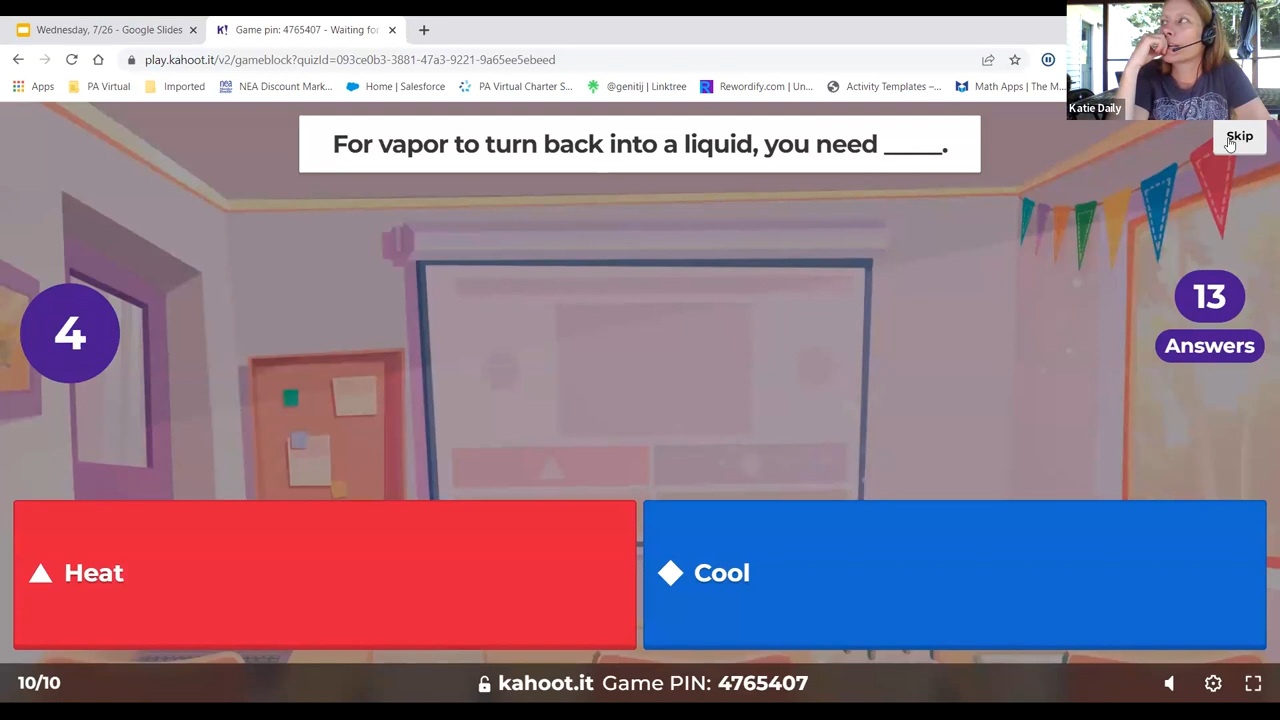 Wednesday, 7/26 - Google Slides
K! Game pin: 4765407 - Waiting fo
play.kahoot.it/v2/gameblock?quizId=093ce0b3-3881-47a3-9221-9a65ee5ebeed
Apps PA Virtual Imported nea NEA Discount Mark... Home | Salesforce PA Virtual Charter S... @genitij | Linktree R Rewordify.com | Un... Activity Templates –... Math Apps | The M...
Katie Daily
Skip
For vapor to turn back into a liquid, you need _____.
4
13
Answers
Heat
Cool
10/10
kahoot.it Game PIN: 4765407